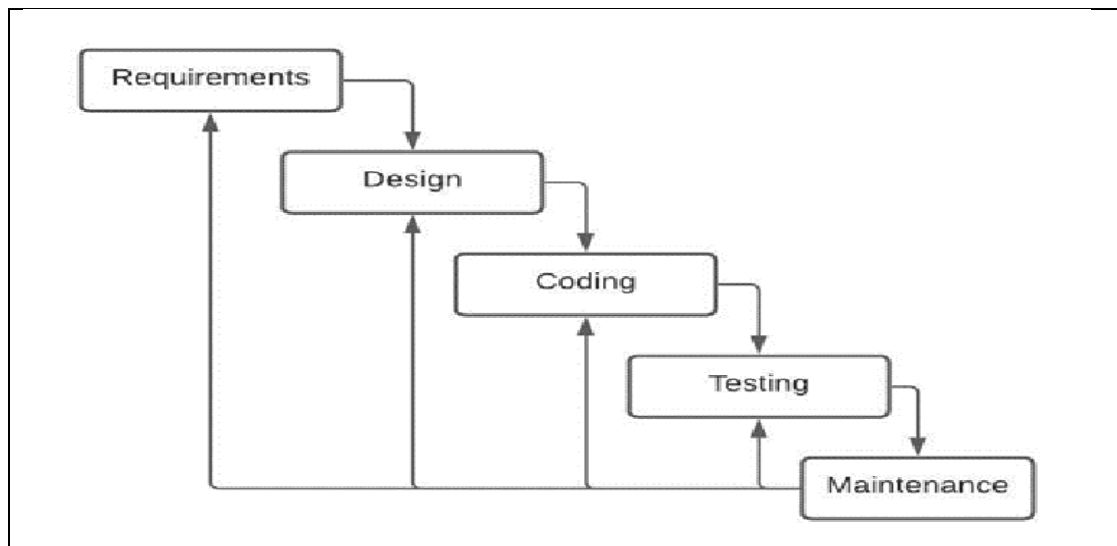 Requirements
Design
Coding
Testing
Maintenance